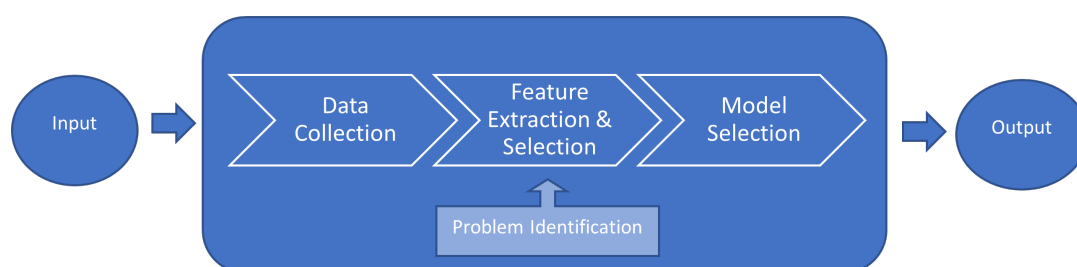 Input
Data
Collection
Feature
Extraction &
Selection
Model
Selection
Problem Identification
Output